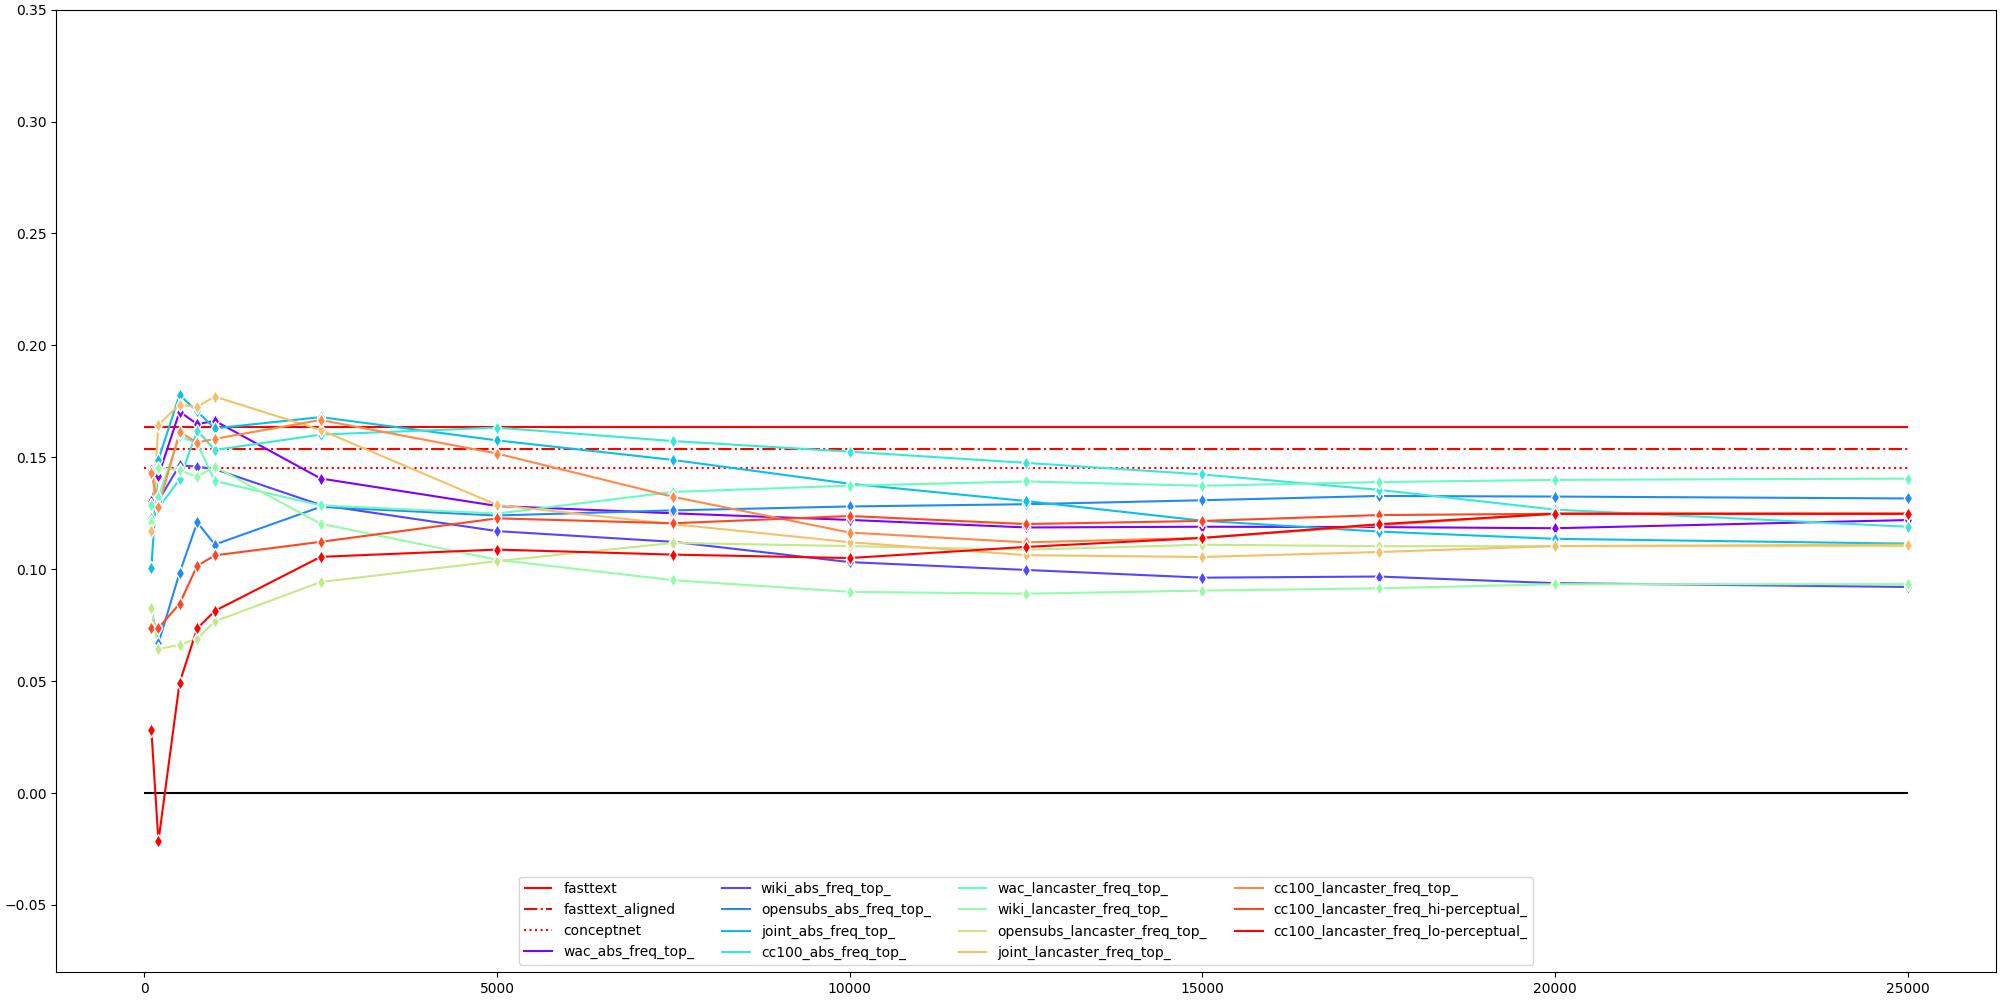 0.35
0.30
0.25
0.20
0.15
0.10
0.05
0.00
−0.05
0 5000 10000 15000 20000 25000
fasttext
fasttext_aligned
conceptnet
wac_abs_freq_top_
wiki_abs_freq_top_
opensubs_abs_freq_top_
joint_abs_freq_top_
cc100_abs_freq_top_
wac_lancaster_freq_top_
wiki_lancaster_freq_top_
opensubs_lancaster_freq_top_
joint_lancaster_freq_top_
cc100_lancaster_freq_top_
cc100_lancaster_freq_hi-perceptual_
cc100_lancaster_freq_lo-perceptual_